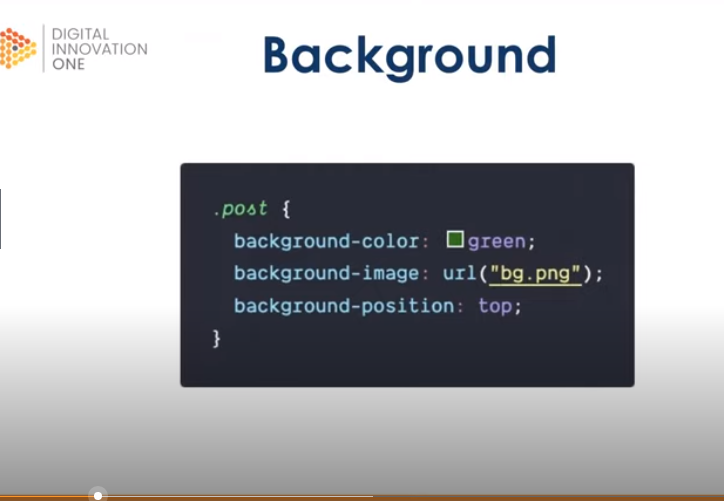 DIGITAL
INNOVATION
ONE
Background
.post {
background-color: green;
background-image: url("bg.png");
background-position: top;
}